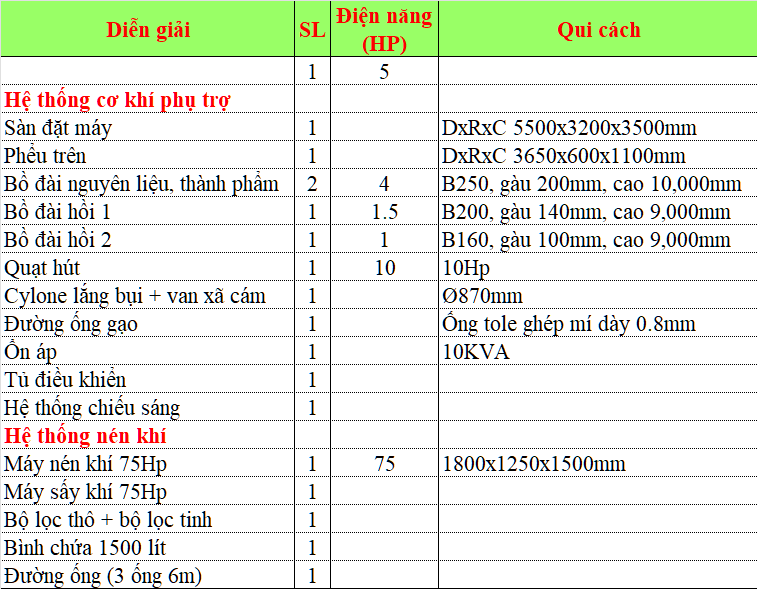 Diễn giải SL Điện năng (HP) Qui cách
1 5
Hệ thống cơ khí phụ trợ
Sàn đặt máy 1 DxRxC 5500x3200x3500mm
Phểu trên 1 DxRxC 3650x600x1100mm
Bồ đài nguyên liệu, thành phẩm 2 4 B250, gàu 200mm, cao 10,000mm
Bồ đài hồi 1 1 1.5 B200, gàu 140mm, cao 9,000mm
Bồ đài hồi 2 1 1 B160, gàu 100mm, cao 9,000mm
Quạt hút 1 10 10Hp
Cylone lắng bụi + van xã cám 1 Ø870mm
Đường ống gạo 1 Ống tole ghép mí dày 0.8mm
Ổn áp 1 10KVA
Tủ điều khiển 1
Hệ thống chiếu sáng 1
Hệ thống nén khí
Máy nén khí 75Hp 1 75 1800x1250x1500mm
Máy sấy khí 75Hp 1
Bộ lọc thô + bộ lọc tinh 1
Bình chứa 1500 lít 1
Đường ống (3 ống 6m) 1